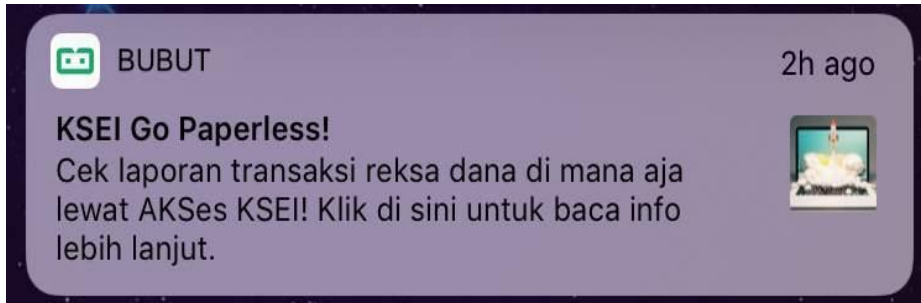 BUBUT
2h ago
KSEI Go Paperless!
Cek laporan transaksi reksa dana di mana aja
lewat AKSes KSEI! Klik di sini untuk baca info
lebih lanjut.